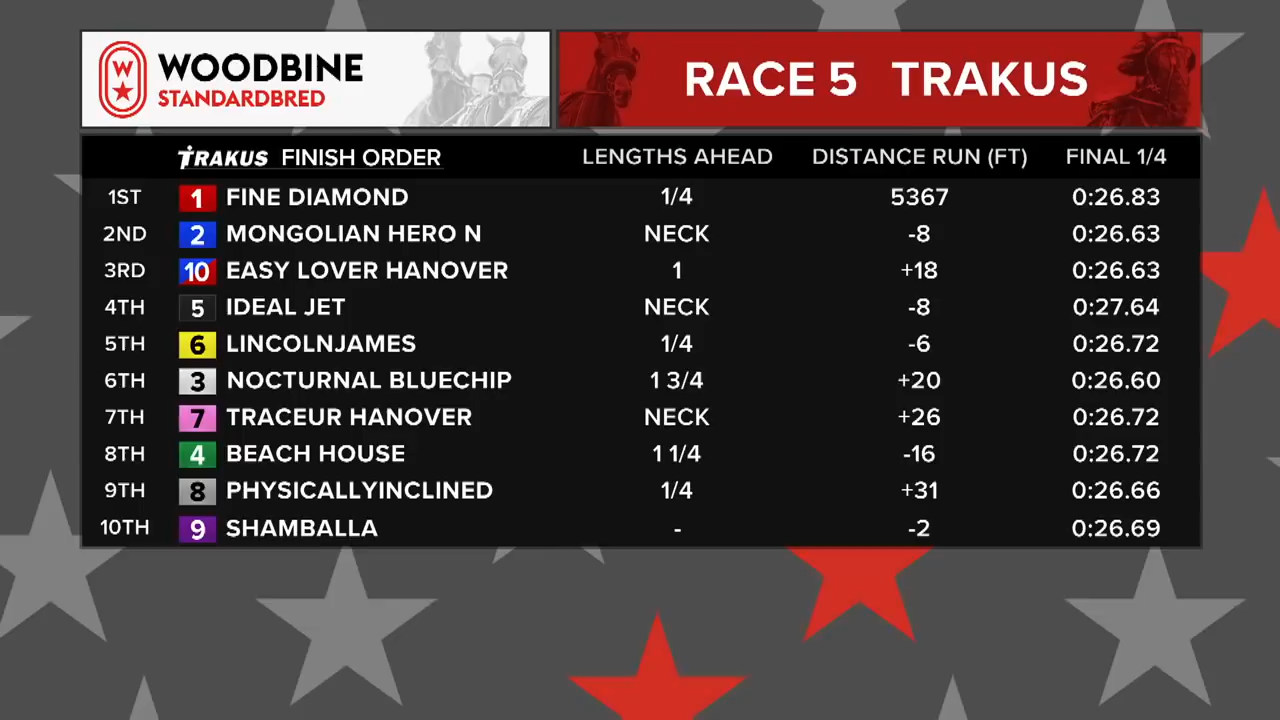 W
WOODBINE
STANDARDBRED
RACE 5 TRAKUS
TRAKUS FINISH ORDER LENGTHS AHEAD DISTANCE RUN (FT) FINAL 1/4
1ST 1 FINE DIAMOND 1/4 5367 0:26.83
2ND 2 MONGOLIAN HERO N NECK -8 0:26.63
3RD 10 EASY LOVER HANOVER 1 +18 0:26.63
4TH 5 IDEAL JET NECK -8 0:27.64
5TH 6 LINCOLNJAMES 1/4 -6 0:26.72
6TH 3 NOCTURNAL BLUECHIP 1 3/4 +20 0:26.60
7TH 7 TRACEUR HANOVER NECK +26 0:26.72
8TH 4 BEACH HOUSE 1 1/4 -16 0:26.72
9TH 8 PHYSICALLYINCLINED 1/4 +31 0:26.66
10TH 9 SHAMBALLA - -2 0:26.69